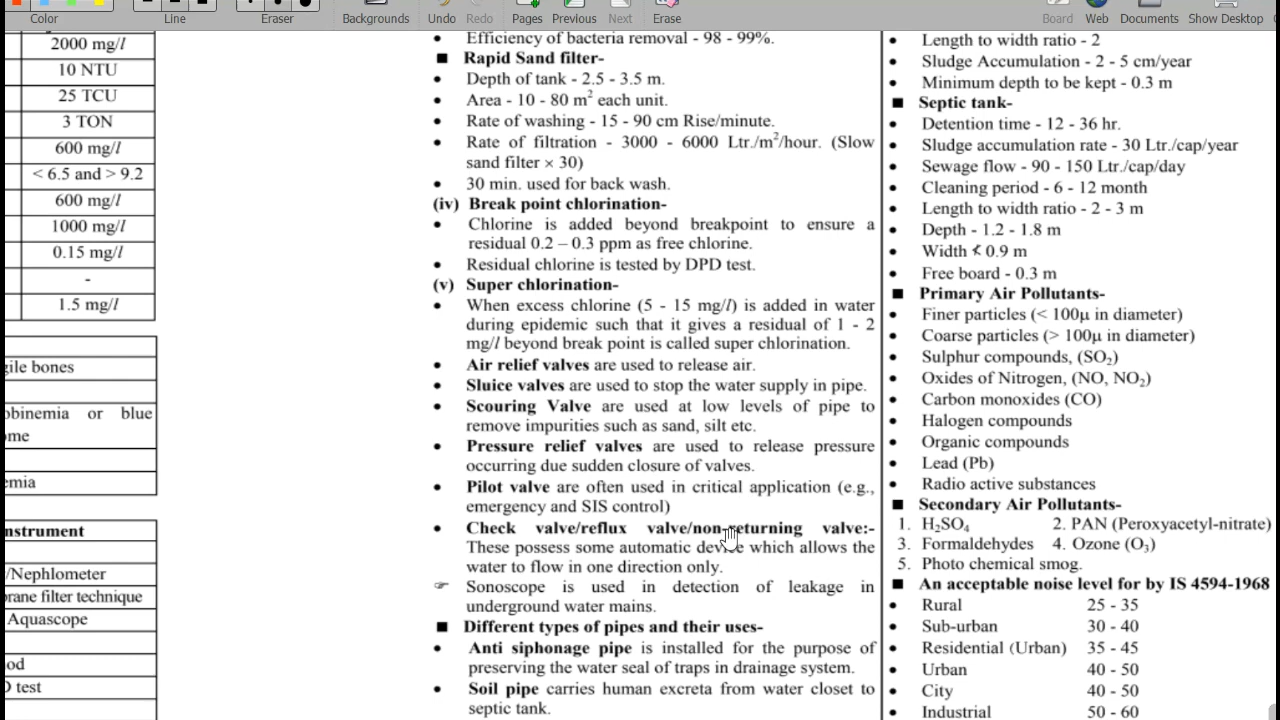 Color
Line
Eraser
Backgrounds
Undo
Redo
Pages
Previous
Next
Erase
Board
Web
Documents
Show Desktop
2000 mg/l
10 NTU
25 TCU
3 TON
600 mg/l
< 6.5 and > 9.2
600 mg/l
1000 mg/l
0.15 mg/l
-
1.5 mg/l
gile bones
obinemia or blue
ome
emia
nstrument
/Nephlometer
rane filter technique
Aquascope
od
D test
• Efficiency of bacteria removal - 98 - 99%.
■ Rapid Sand filter-
• Depth of tank - 2.5 - 3.5 m.
• Area - 10 - 80 m² each unit.
• Rate of washing - 15 - 90 cm Rise/minute.
• Rate of filtration - 3000 - 6000 Ltr./m²/hour. (Slow
sand filter × 30)
• 30 min. used for back wash.
(iv) Break point chlorination-
• Chlorine is added beyond breakpoint to ensure a
residual 0.2 – 0.3 ppm as free chlorine.
• Residual chlorine is tested by DPD test.
(v) Super chlorination-
• When excess chlorine (5 - 15 mg/l) is added in water
during epidemic such that it gives a residual of 1 - 2
mg/l beyond break point is called super chlorination.
• Air relief valves are used to release air.
• Sluice valves are used to stop the water supply in pipe.
• Scouring Valve are used at low levels of pipe to
remove impurities such as sand, silt etc.
• Pressure relief valves are used to release pressure
occurring due sudden closure of valves.
• Pilot valve are often used in critical application (e.g.,
emergency and SIS control)
• Check valve/reflux valve/non-returning valve:-
These possess some automatic device which allows the
water to flow in one direction only.
☞ Sonoscope is used in detection of leakage in
underground water mains.
■ Different types of pipes and their uses-
• Anti siphonage pipe is installed for the purpose of
preserving the water seal of traps in drainage system.
• Soil pipe carries human excreta from water closet to
septic tank.
• Length to width ratio - 2
• Sludge Accumulation - 2 - 5 cm/year
• Minimum depth to be kept - 0.3 m
■ Septic tank-
• Detention time - 12 - 36 hr.
• Sludge accumulation rate - 30 Ltr./cap/year
• Sewage flow - 90 - 150 Ltr./cap/day
• Cleaning period - 6 - 12 month
• Length to width ratio - 2 - 3 m
• Depth - 1.2 - 1.8 m
• Width ≮ 0.9 m
• Free board - 0.3 m
■ Primary Air Pollutants-
• Finer particles (< 100μ in diameter)
• Coarse particles (> 100μ in diameter)
• Sulphur compounds, (SO₂)
• Oxides of Nitrogen, (NO, NO₂)
• Carbon monoxides (CO)
• Halogen compounds
• Organic compounds
• Lead (Pb)
• Radio active substances
■ Secondary Air Pollutants-
1. H₂SO₄ 2. PAN (Peroxyacetyl-nitrate)
3. Formaldehydes 4. Ozone (O₃)
5. Photo chemical smog.
■ An acceptable noise level for by IS 4594-1968
• Rural 25 - 35
• Sub-urban 30 - 40
• Residential (Urban) 35 - 45
• Urban 40 - 50
• City 40 - 50
• Industrial 50 - 60